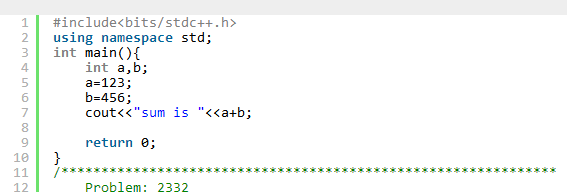 1 #include<bits/stdc++.h>
2 using namespace std;
3 int main(){
4     int a,b;
5     a=123;
6     b=456;
7     cout<<"sum is "<<a+b;
8
9     return 0;
10 }
11 /**************************************************************
12     Problem: 2332